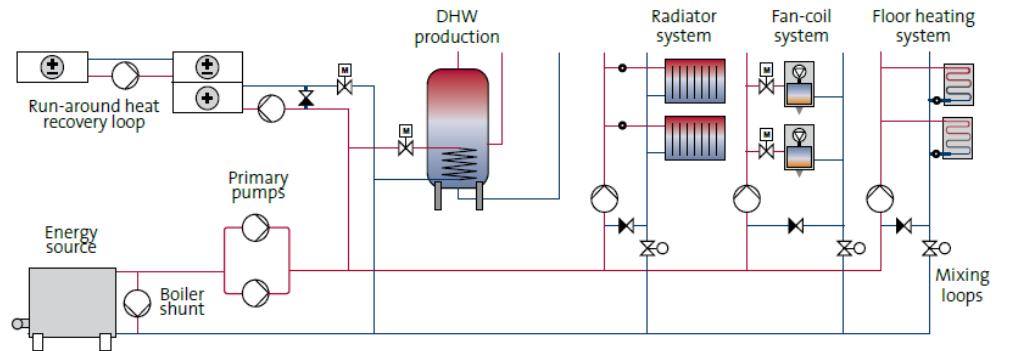 DHW
production
Radiator
system
Fan-coil
system
Floor heating
system
M
Run-around heat
recovery loop
M
M
M
Primary
pumps
Energy
source
Boiler
shunt
Mixing
loops